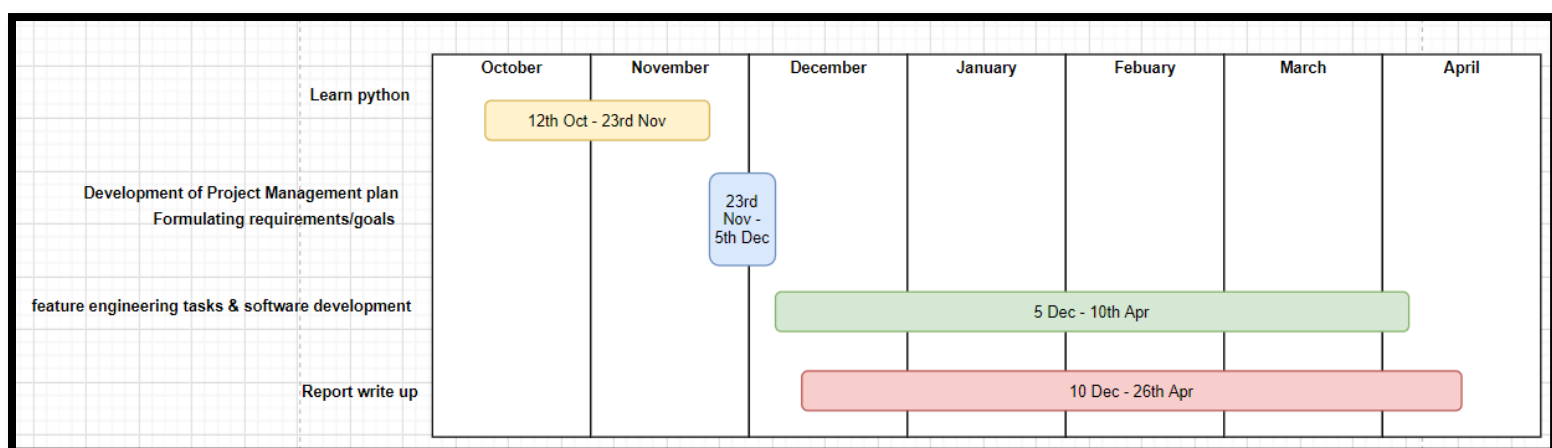 October November December January Febuary March April
Learn python
12th Oct - 23rd Nov
Development of Project Management plan
Formulating requirements/goals
23rd
Nov -
5th Dec
feature engineering tasks & software development
5 Dec - 10th Apr
Report write up
10 Dec - 26th Apr